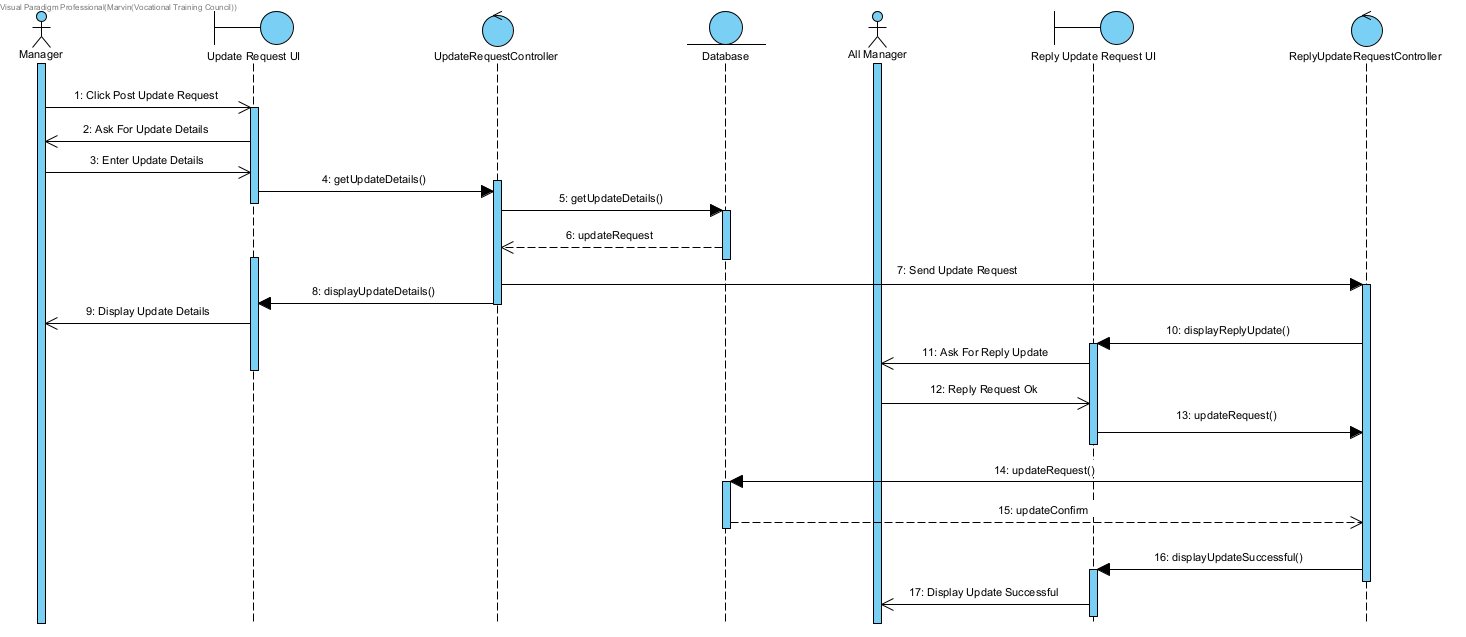 Visual Paradigm Professional(Marvin(Vocational Training Council))
Manager
Update Request UI
UpdateRequestController
Database
All Manager
Reply Update Request UI
ReplyUpdateRequestController
1: Click Post Update Request
2: Ask For Update Details
3: Enter Update Details
4: getUpdateDetails()
5: getUpdateDetails()
6: updateRequest
7: Send Update Request
8: displayUpdateDetails()
9: Display Update Details
10: displayReplyUpdate()
11: Ask For Reply Update
12: Reply Request Ok
13: updateRequest()
14: updateRequest()
15: updateConfirm
16: displayUpdateSuccessful()
17: Display Update Successful